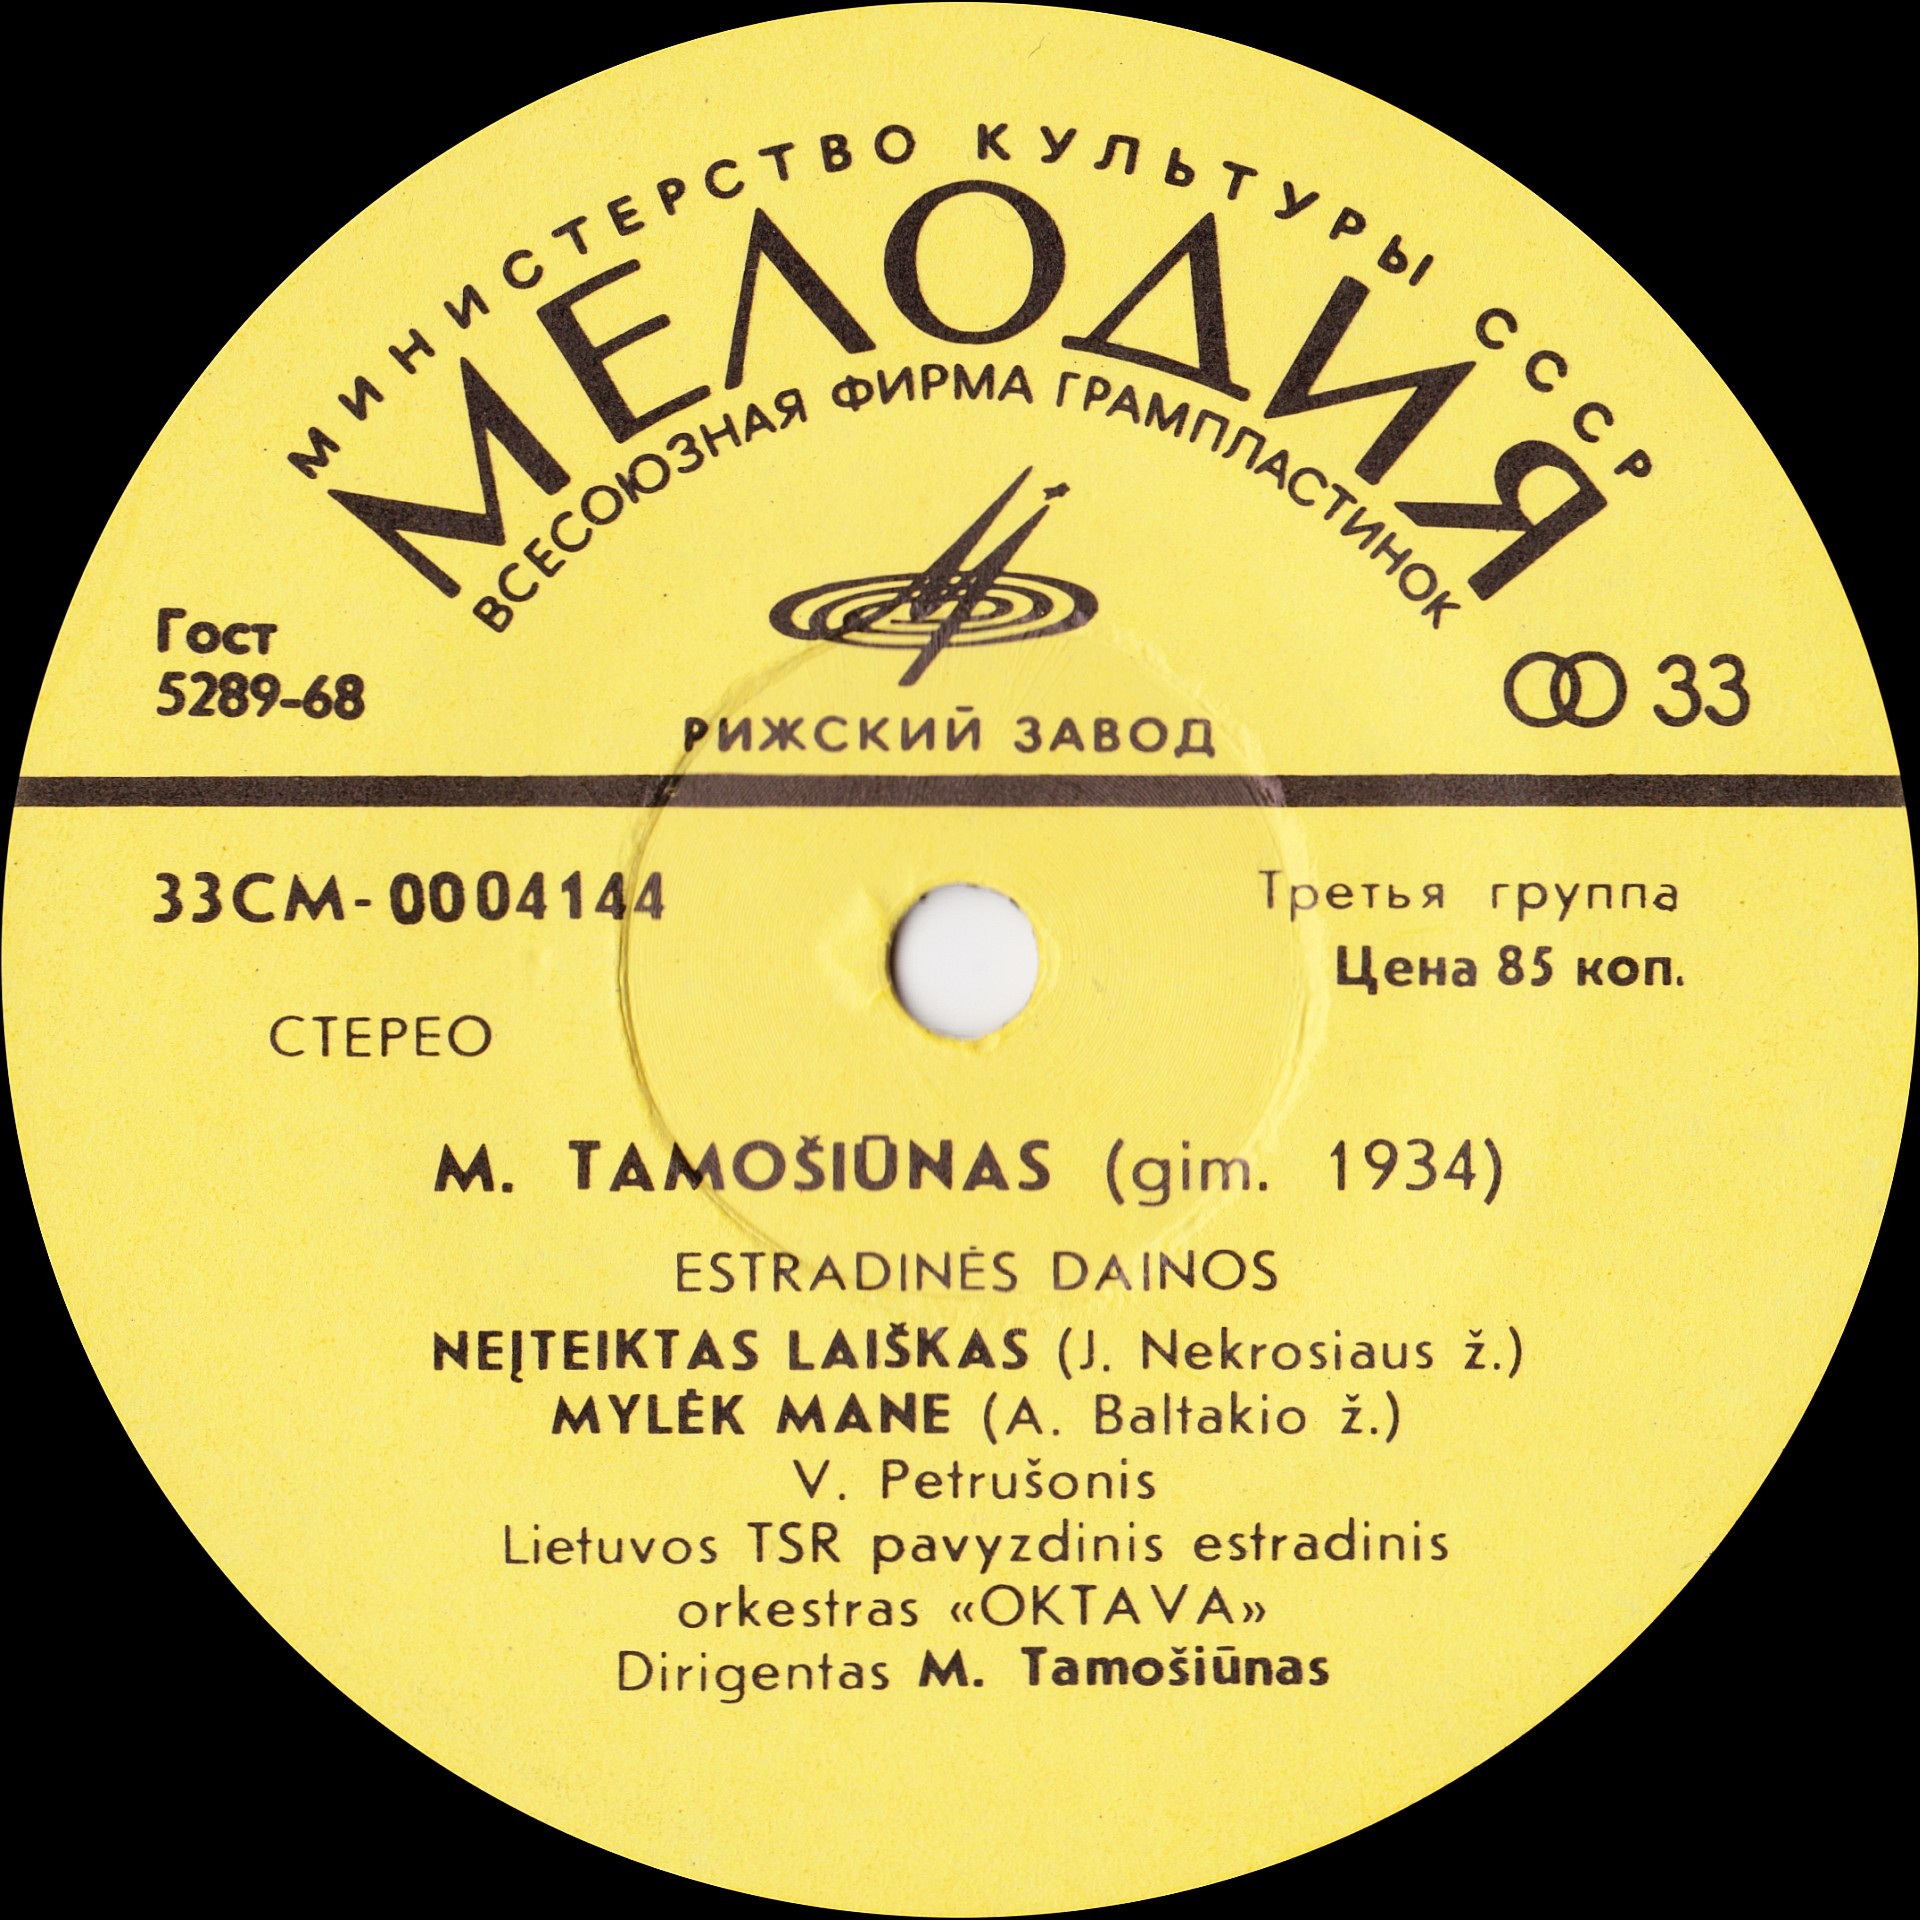 МИНИСТЕРСТВО КУЛЬТУРЫ СССР
МЕЛОДИЯ
ВСЕСОЮЗНАЯ ФИРМА ГРАМПЛАСТИНОК
Гост
5289-68
33
РИЖСКИЙ ЗАВОД
33СМ-0004144
Третья группа
Цена 85 коп.
СТЕРЕО
M. TAMOŠIŪNAS (gim. 1934)
ESTRADINĖS DAINOS
NEĮTEIKTAS LAIŠKAS (J. Nekrosiaus ž.)
MYLĖK MANE (A. Baltakio ž.)
V. Petrušonis
Lietuvos TSR pavyzdinis estradinis
orkestras «OKTAVA»
Dirigentas M. Tamošiūnas